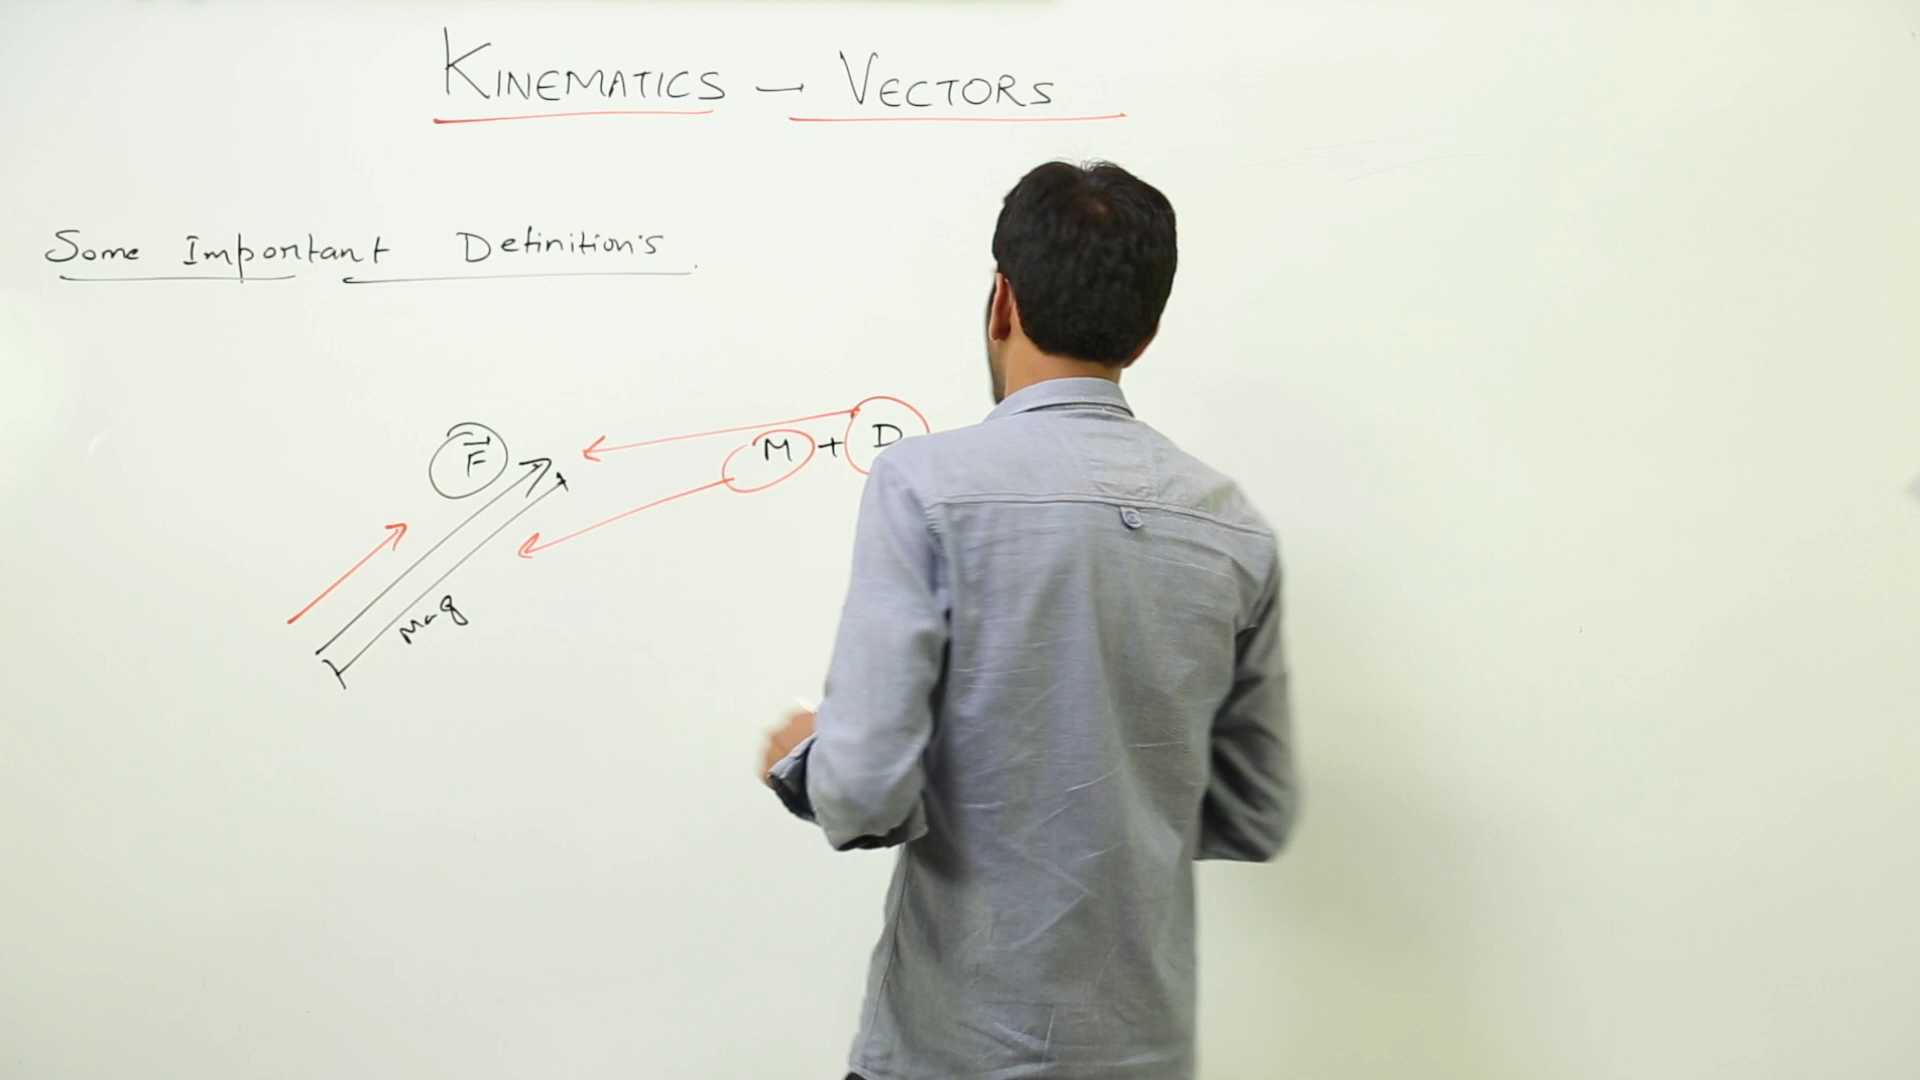 KINEMATICS - VECTORS
Some Important Definition's
F
M + D
Mag